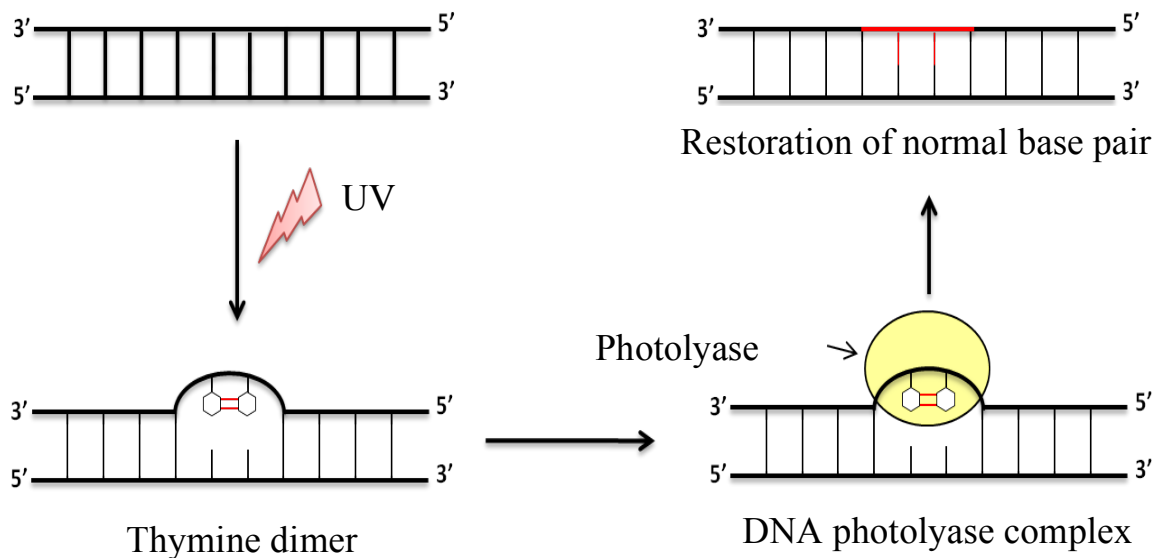 3′ 5′
5′ 3′
UV
3′ 5′
5′ 3′
Thymine dimer
Photolyase
3′ 5′
5′ 3′
DNA photolyase complex
3′ 5′
5′ 3′
Restoration of normal base pair